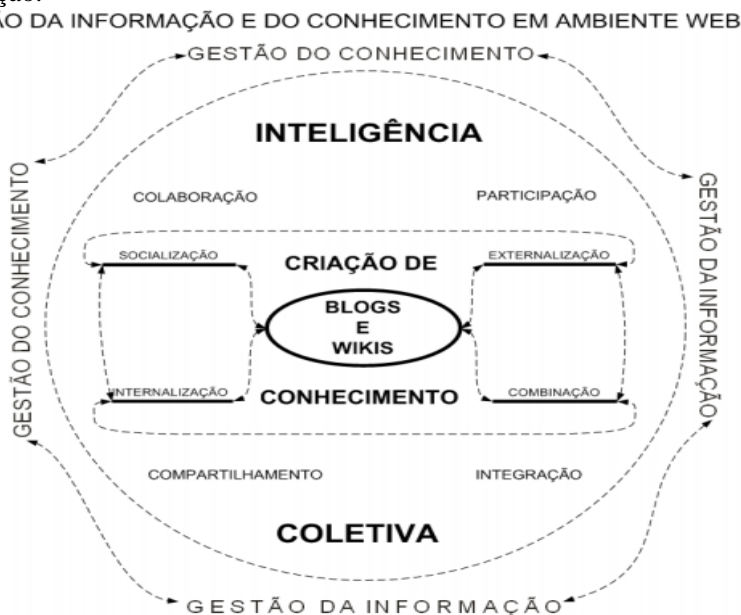 ÃO DA INFORMAÇÃO E DO CONHECIMENTO EM AMBIENTE WEB
GESTÃO DO CONHECIMENTO
INTELIGÊNCIA
COLABORAÇÃO
PARTICIPAÇÃO
GESTÃO DO CONHECIMENTO
GESTÃO DA INFORMAÇÃO
SOCIALIZAÇÃO
CRIAÇÃO DE
EXTERNALIZAÇÃO
BLOGS
E
WIKIS
INTERNALIZAÇÃO
CONHECIMENTO
COMBINAÇÃO
COMPARTILHAMENTO
INTEGRAÇÃO
COLETIVA
GESTÃO DA INFORMAÇÃO